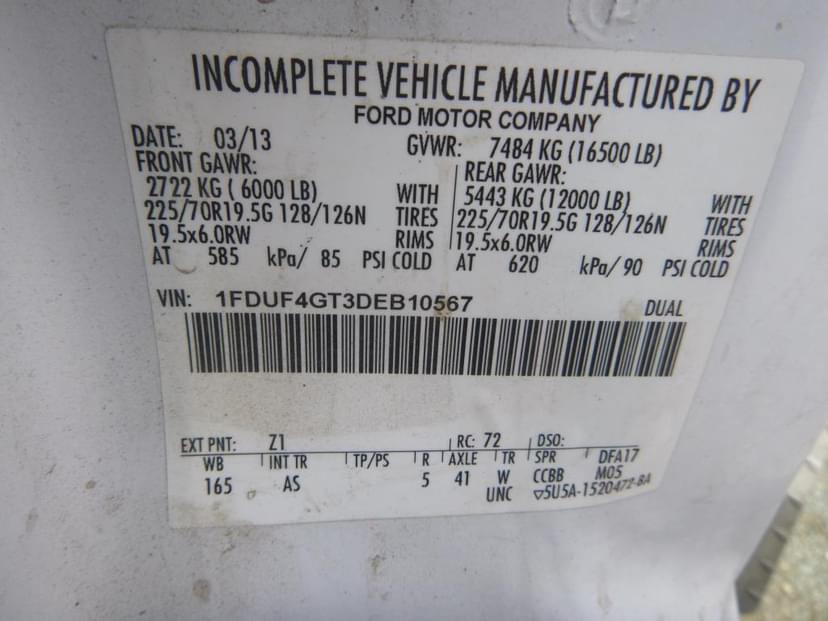 INCOMPLETE VEHICLE MANUFACTURED BY
FORD MOTOR COMPANY
DATE: 03/13 GVWR: 7484 KG (16500 LB)
FRONT GAWR: REAR GAWR:
2722 KG ( 6000 LB) WITH 5443 KG (12000 LB) WITH
225/70R19.5G 128/126N TIRES 225/70R19.5G 128/126N TIRES
19.5x6.0RW RIMS 19.5x6.0RW RIMS
AT 585 kPa/ 85 PSI COLD AT 620 kPa/ 90 PSI COLD
VIN: 1FDUF4GT3DEB10567 DUAL
EXT PNT: Z1 RC: 72 DSO:
WB INT TR TP/PS R AXLE TR SPR DFA17
165 AS 5 41 W CCBB M05
UNC ▽5U5A-1520472-BA